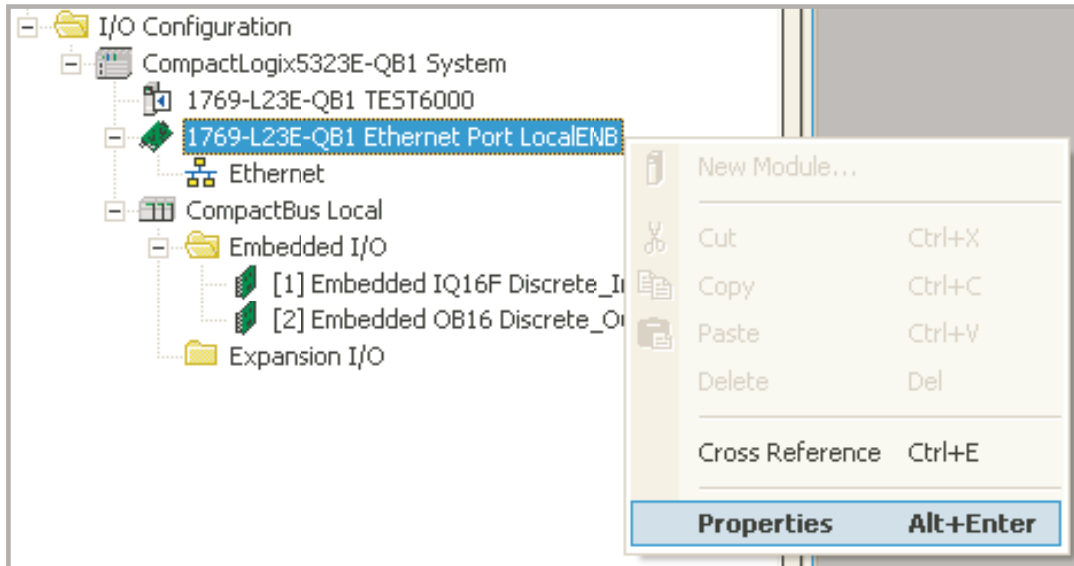 I/O Configuration
CompactLogix5323E-QB1 System
1769-L23E-QB1 TEST6000
1769-L23E-QB1 Ethernet Port LocalENB
Ethernet
CompactBus Local
Embedded I/O
[1] Embedded IQ16F Discrete_I
[2] Embedded OB16 Discrete_O
Expansion I/O
New Module...
Cut Ctrl+X
Copy Ctrl+C
Paste Ctrl+V
Delete Del
Cross Reference Ctrl+E
Properties Alt+Enter